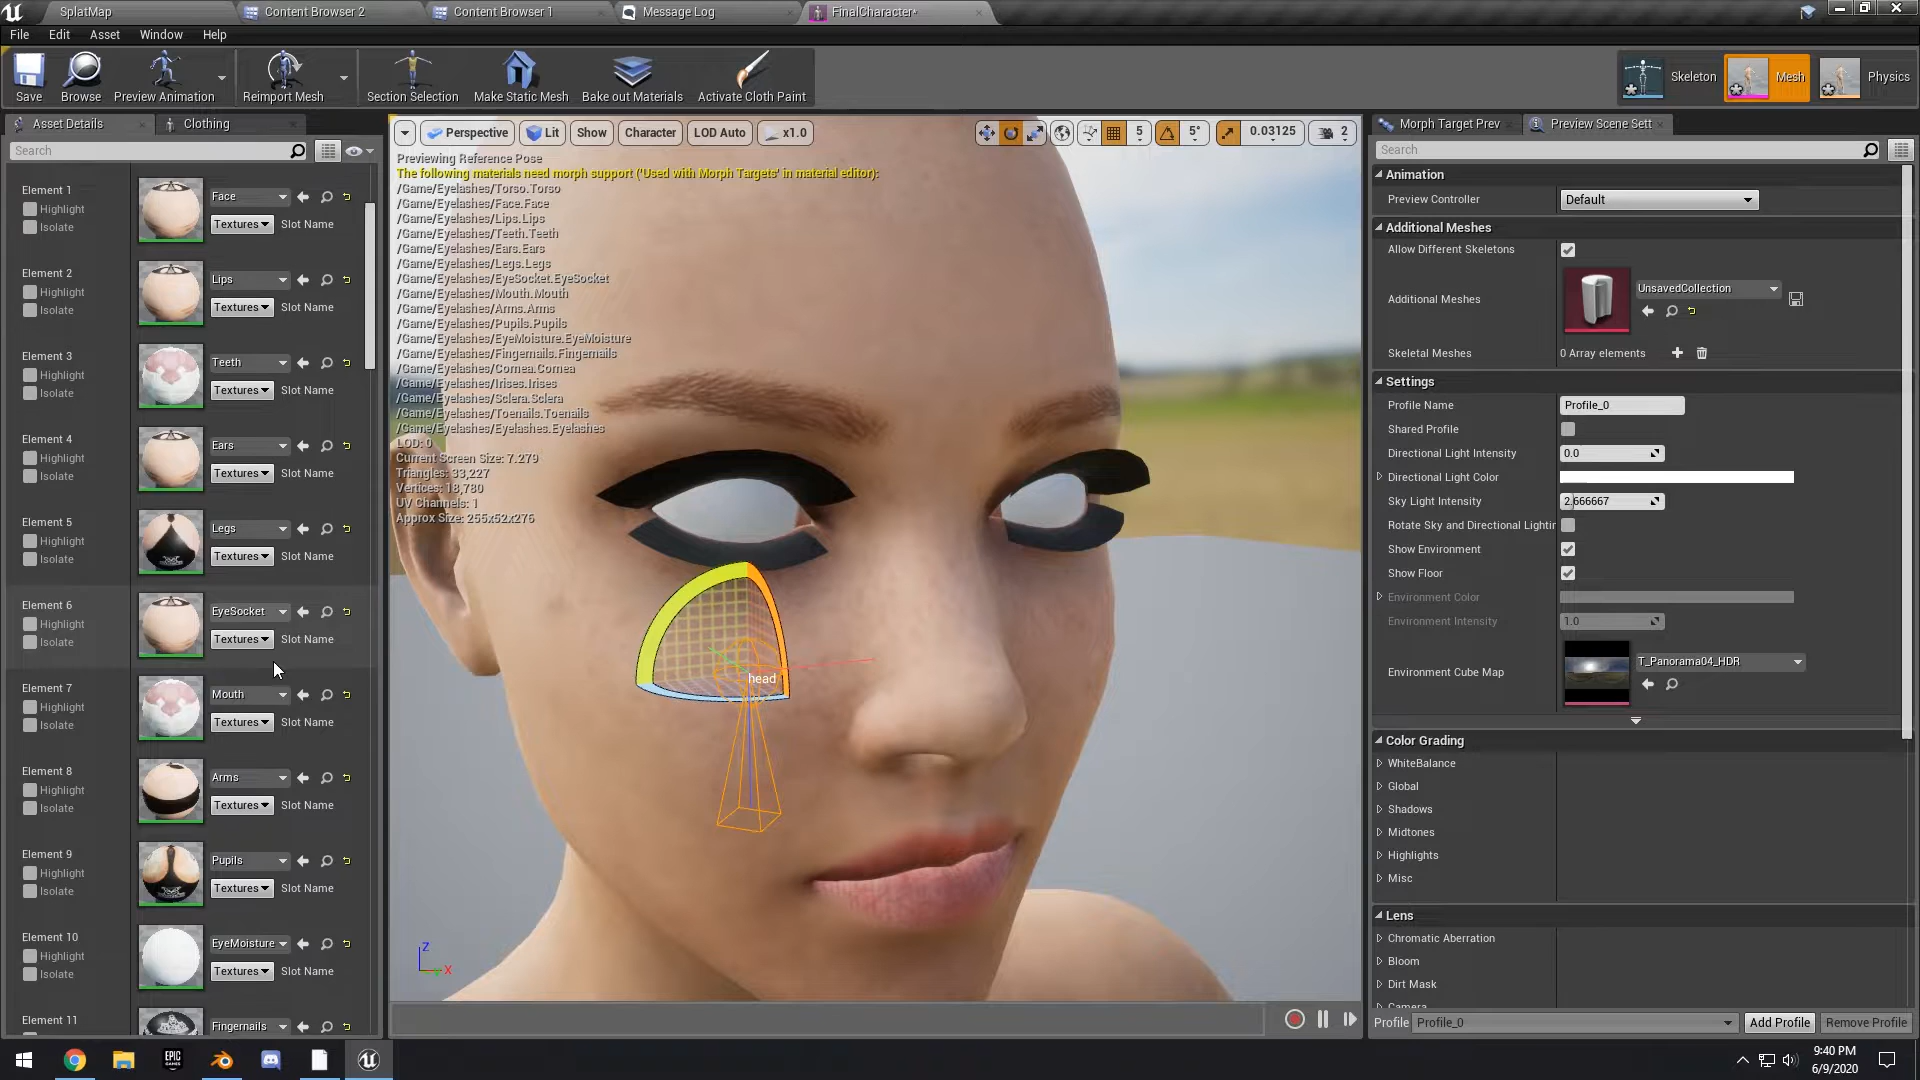 SplatMap
Content Browser 2
Content Browser 1
Message Log
FinalCharacter*
File Edit Asset Window Help
Save
Browse
Preview Animation
Reimport Mesh
Section Selection
Make Static Mesh
Bake out Materials
Activate Cloth Paint
Skeleton
Mesh
Physics
Asset Details
Clothing
Search
Element 1
Highlight
Isolate
Face
Textures
Slot Name
Element 2
Highlight
Isolate
Lips
Textures
Slot Name
Element 3
Highlight
Isolate
Teeth
Textures
Slot Name
Element 4
Highlight
Isolate
Ears
Textures
Slot Name
Element 5
Highlight
Isolate
Legs
Textures
Slot Name
Element 6
Highlight
Isolate
EyeSocket
Textures
Slot Name
Element 7
Highlight
Isolate
Mouth
Textures
Slot Name
Element 8
Highlight
Isolate
Arms
Textures
Slot Name
Element 9
Highlight
Isolate
Pupils
Textures
Slot Name
Element 10
Highlight
Isolate
EyeMoisture
Textures
Slot Name
Element 11
Fingernails
Perspective
Lit
Show
Character
LOD Auto
x1.0
5
5°
0.03125
2
Previewing Reference Pose
The following materials need morph support ('Used with Morph Targets' in material editor):
/Game/Eyelashes/Torso.Torso
/Game/Eyelashes/Face.Face
/Game/Eyelashes/Lips.Lips
/Game/Eyelashes/Teeth.Teeth
/Game/Eyelashes/Ears.Ears
/Game/Eyelashes/Legs.Legs
/Game/Eyelashes/EyeSocket.EyeSocket
/Game/Eyelashes/Mouth.Mouth
/Game/Eyelashes/Arms.Arms
/Game/Eyelashes/Pupils.Pupils
/Game/Eyelashes/EyeMoisture.EyeMoisture
/Game/Eyelashes/Fingernails.Fingernails
/Game/Eyelashes/Cornea.Cornea
/Game/Eyelashes/Irises.Irises
/Game/Eyelashes/Sclera.Sclera
/Game/Eyelashes/Toenails.Toenails
/Game/Eyelashes/Eyelashes.Eyelashes
LOD: 0
Current Screen Size: 7.279
Triangles: 33,227
Vertices: 18,780
UV Channels: 1
Approx Size: 255x52x276
head
Z
X
Morph Target Prev
Preview Scene Sett
Search
Animation
Preview Controller
Default
Additional Meshes
Allow Different Skeletons
Additional Meshes
UnsavedCollection
Skeletal Meshes
0 Array elements
Settings
Profile Name
Profile_0
Shared Profile
Directional Light Intensity
0.0
Directional Light Color
Sky Light Intensity
2.666667
Rotate Sky and Directional Lightir
Show Environment
Show Floor
Environment Color
Environment Intensity
1.0
Environment Cube Map
T_Panorama04_HDR
Color Grading
WhiteBalance
Global
Shadows
Midtones
Highlights
Misc
Lens
Chromatic Aberration
Bloom
Dirt Mask
Camera
Profile
Profile_0
Add Profile
Remove Profile
EPIC
GAMES
9:40 PM
6/9/2020